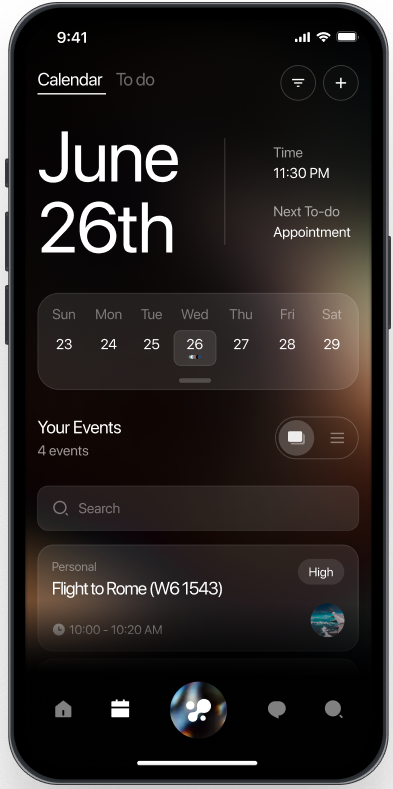 9:41
Calendar To do
June
26th
Time
11:30 PM
Next To-do
Appointment
Sun Mon Tue Wed Thu Fri Sat
23 24 25 26 27 28 29
Your Events
4 events
Search
Personal
High
Flight to Rome (W6 1543)
10:00 - 10:20 AM